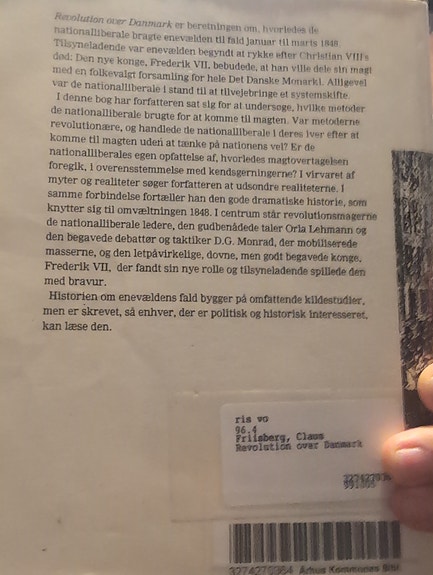 Revolution over Danmark er beretningen om, hvorledes de
nationalliberale bragte enevælden til fald januar til marts 1848.
Tilsyneladende var enevælden begyndt at rykke efter Christian VIII's
død: Den nye konge, Frederik VII, bebudede, at han ville dele sin magt
med en folkevalgt forsamling for hele Det Danske Monarki. Alligevel
var de nationalliberale i stand til at tilvejebringe et systemskifte.
I denne bog har forfatteren sat sig for at undersøge, hvilke metoder
de nationalliberale brugte for at komme til magten. Var metoderne
revolutionære, og handlede de nationalliberale i deres iver efter at
komme til magten uden at tænke på nationens vel? Er de
nationalliberales egen opfattelse af, hvorledes magtovertagelsen
foregik, i overensstemmelse med kendsgerningerne? I virvaret af
myter og realiteter søger forfatteren at udsondre realiteterne. I
samme forbindelse fortæller han den gode dramatiske historie, som
knytter sig til omvæltningen 1848. I centrum står revolutionsmagerne
de nationalliberale ledere, den gudbenådede taler Orla Lehmann og
den begavede debattør og taktiker D.G. Monrad, der mobiliserede
masserne, og den letpåvirkelige, dovne, men godt begavede konge,
Frederik VII, der fandt sin nye rolle og tilsyneladende spillede den
med bravur.
Historien om enevældens fald bygger på omfattende kildestudier,
men er skrevet, så enhver, der er politisk og historisk interesseret,
kan læse den.
ris vo
96.4
Friisberg, Claus
Revolution over Danmark
3274270364 Århus Kommunes Bibl